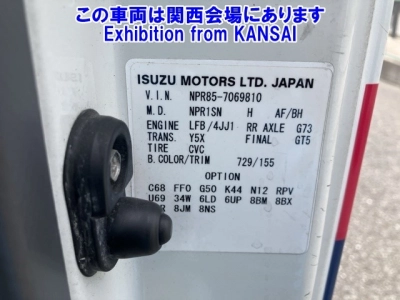 この車両は関西会場にあります
Exhibition from KANSAI
ISUZU MOTORS LTD. JAPAN
V.I.N. NPR85-7069810
M.D. NPR1SN H AF/BH
ENGINE LFB/4JJ1 RR AXLE G73
TRANS. Y5X FINAL GT5
TIRE CVC
B.COLOR/TRIM 729/155
OPTION
C68 FF0 G50 K44 N12 RPV
U69 34W 6LD 6UP 8BM 8BX
8JM 8NS